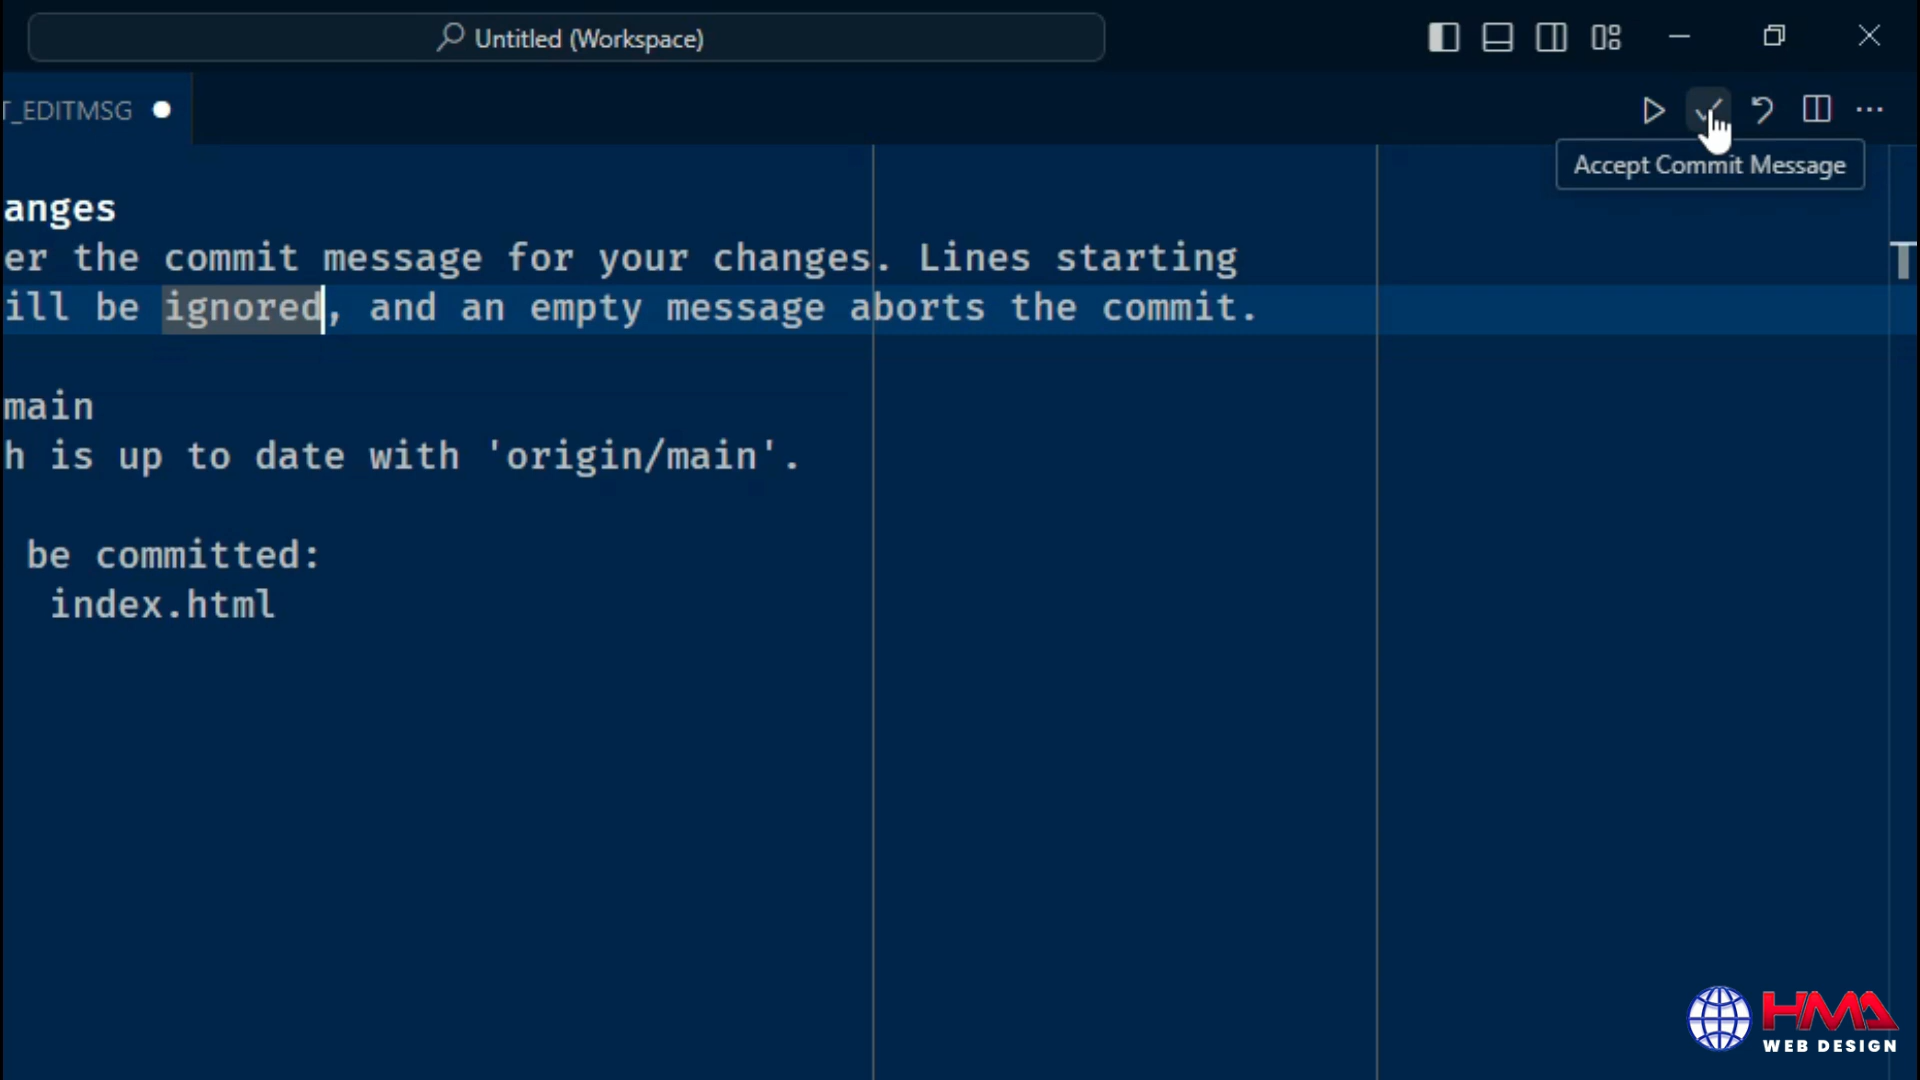 Untitled (Workspace)
T_EDITMSG
Accept Commit Message
anges
er the commit message for your changes. Lines starting
ill be ignored, and an empty message aborts the commit.
main
h is up to date with 'origin/main'.
be committed:
index.html
HMA
WEB DESIGN